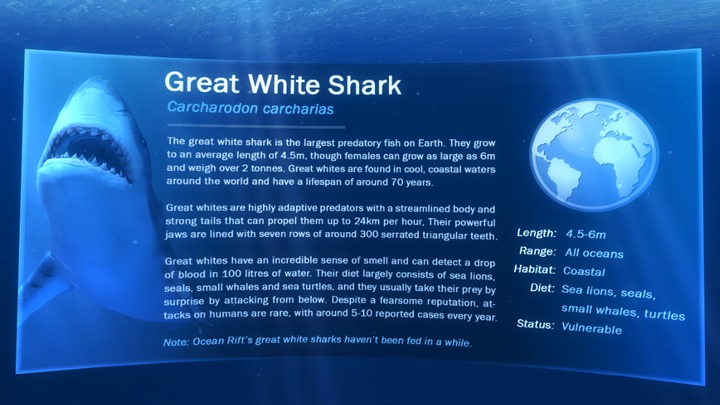 Great White Shark
Carcharodon carcharias
The great white shark is the largest predatory fish on Earth. They grow
to an average length of 4.5m, though females can grow as large as 6m
and weigh over 2 tonnes. Great whites are found in cool, coastal waters
around the world and have a lifespan of around 70 years.
Great whites are highly adaptive predators with a streamlined body and
strong tails that can propel them up to 24km per hour. Their powerful
jaws are lined with seven rows of around 300 serrated triangular teeth.
Great whites have an incredible sense of smell and can detect a drop
of blood in 100 litres of water. Their diet largely consists of sea lions,
seals, small whales and sea turtles, and they usually take their prey by
surprise by attacking from below. Despite a fearsome reputation, at-
tacks on humans are rare, with around 5-10 reported cases every year.
Note: Ocean Rift's great white sharks haven't been fed in a while.
Length: 4.5-6m
Range: All oceans
Habitat: Coastal
Diet: Sea lions, seals,
small whales, turtles
Status: Vulnerable